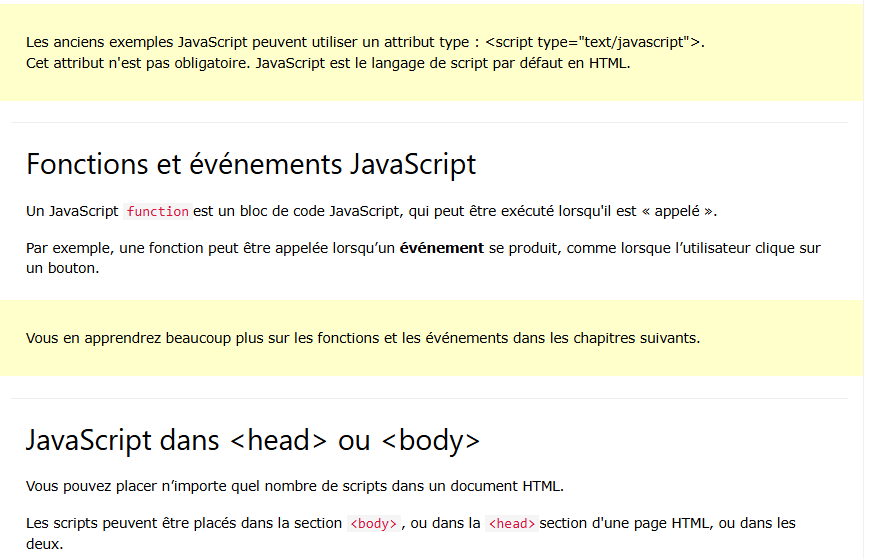 Les anciens exemples JavaScript peuvent utiliser un attribut type : <script type="text/javascript">.
Cet attribut n'est pas obligatoire. JavaScript est le langage de script par défaut en HTML.
Fonctions et événements JavaScript
Un JavaScript function est un bloc de code JavaScript, qui peut être exécuté lorsqu'il est « appelé ».
Par exemple, une fonction peut être appelée lorsqu’un événement se produit, comme lorsque l’utilisateur clique sur
un bouton.
Vous en apprendrez beaucoup plus sur les fonctions et les événements dans les chapitres suivants.
JavaScript dans <head> ou <body>
Vous pouvez placer n’importe quel nombre de scripts dans un document HTML.
Les scripts peuvent être placés dans la section <body> , ou dans la <head> section d'une page HTML, ou dans les
deux.